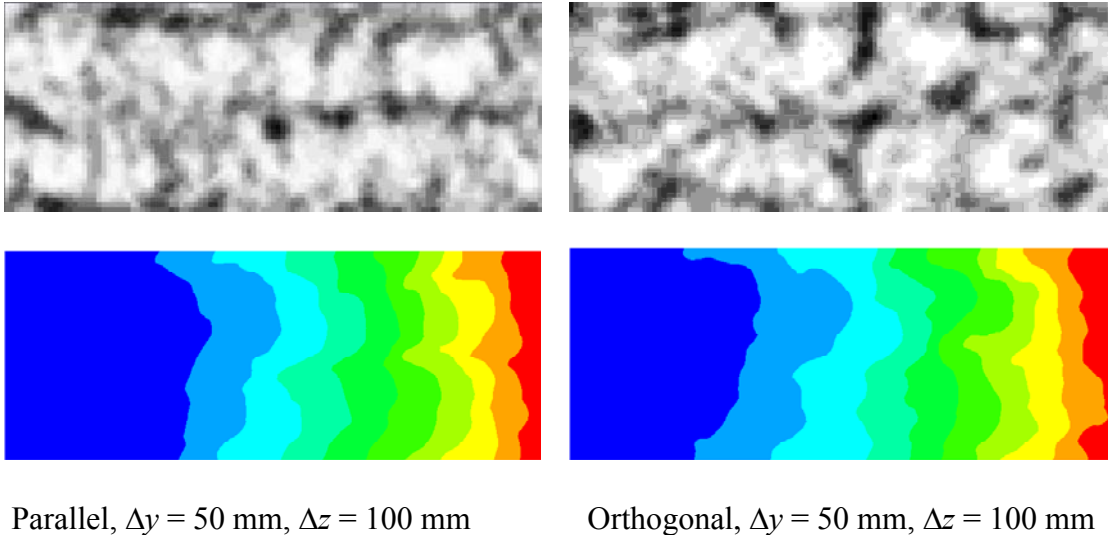 Parallel, Δy = 50 mm, Δz = 100 mm
Orthogonal, Δy = 50 mm, Δz = 100 mm